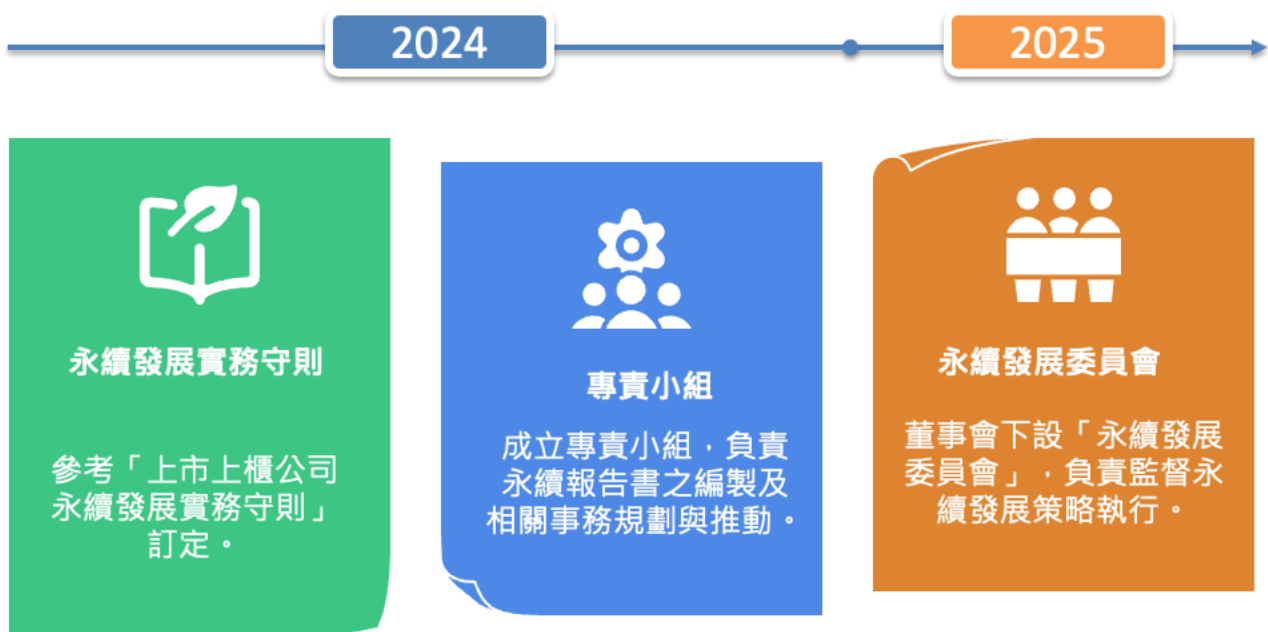 2024
2025
永續發展實務守則
參考「上市上櫃公司
永續發展實務守則」
訂定。
專責小組
成立專責小組，負責
永續報告書之編製及
相關事務規劃與推動。
永續發展委員會
董事會下設「永續發展
委員會」，負責監督永
續發展策略執行。